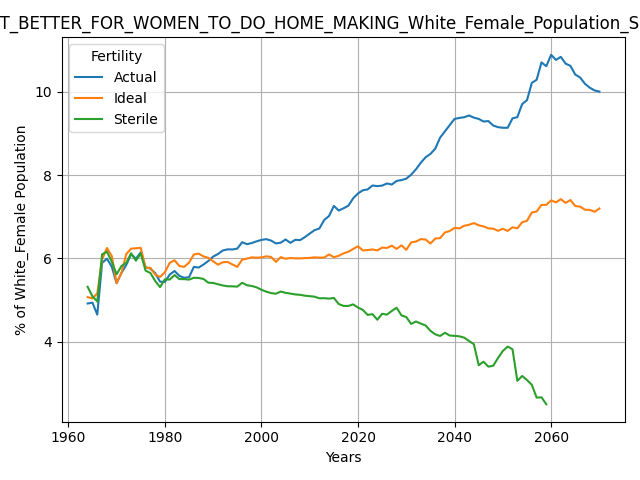 T_BETTER_FOR_WOMEN_TO_DO_HOME_MAKING_White_Female_Population_S
Fertility
Actual
Ideal
Sterile
% of White_Female Population
10
8
6
4
1960 1980 2000 2020 2040 2060
Years